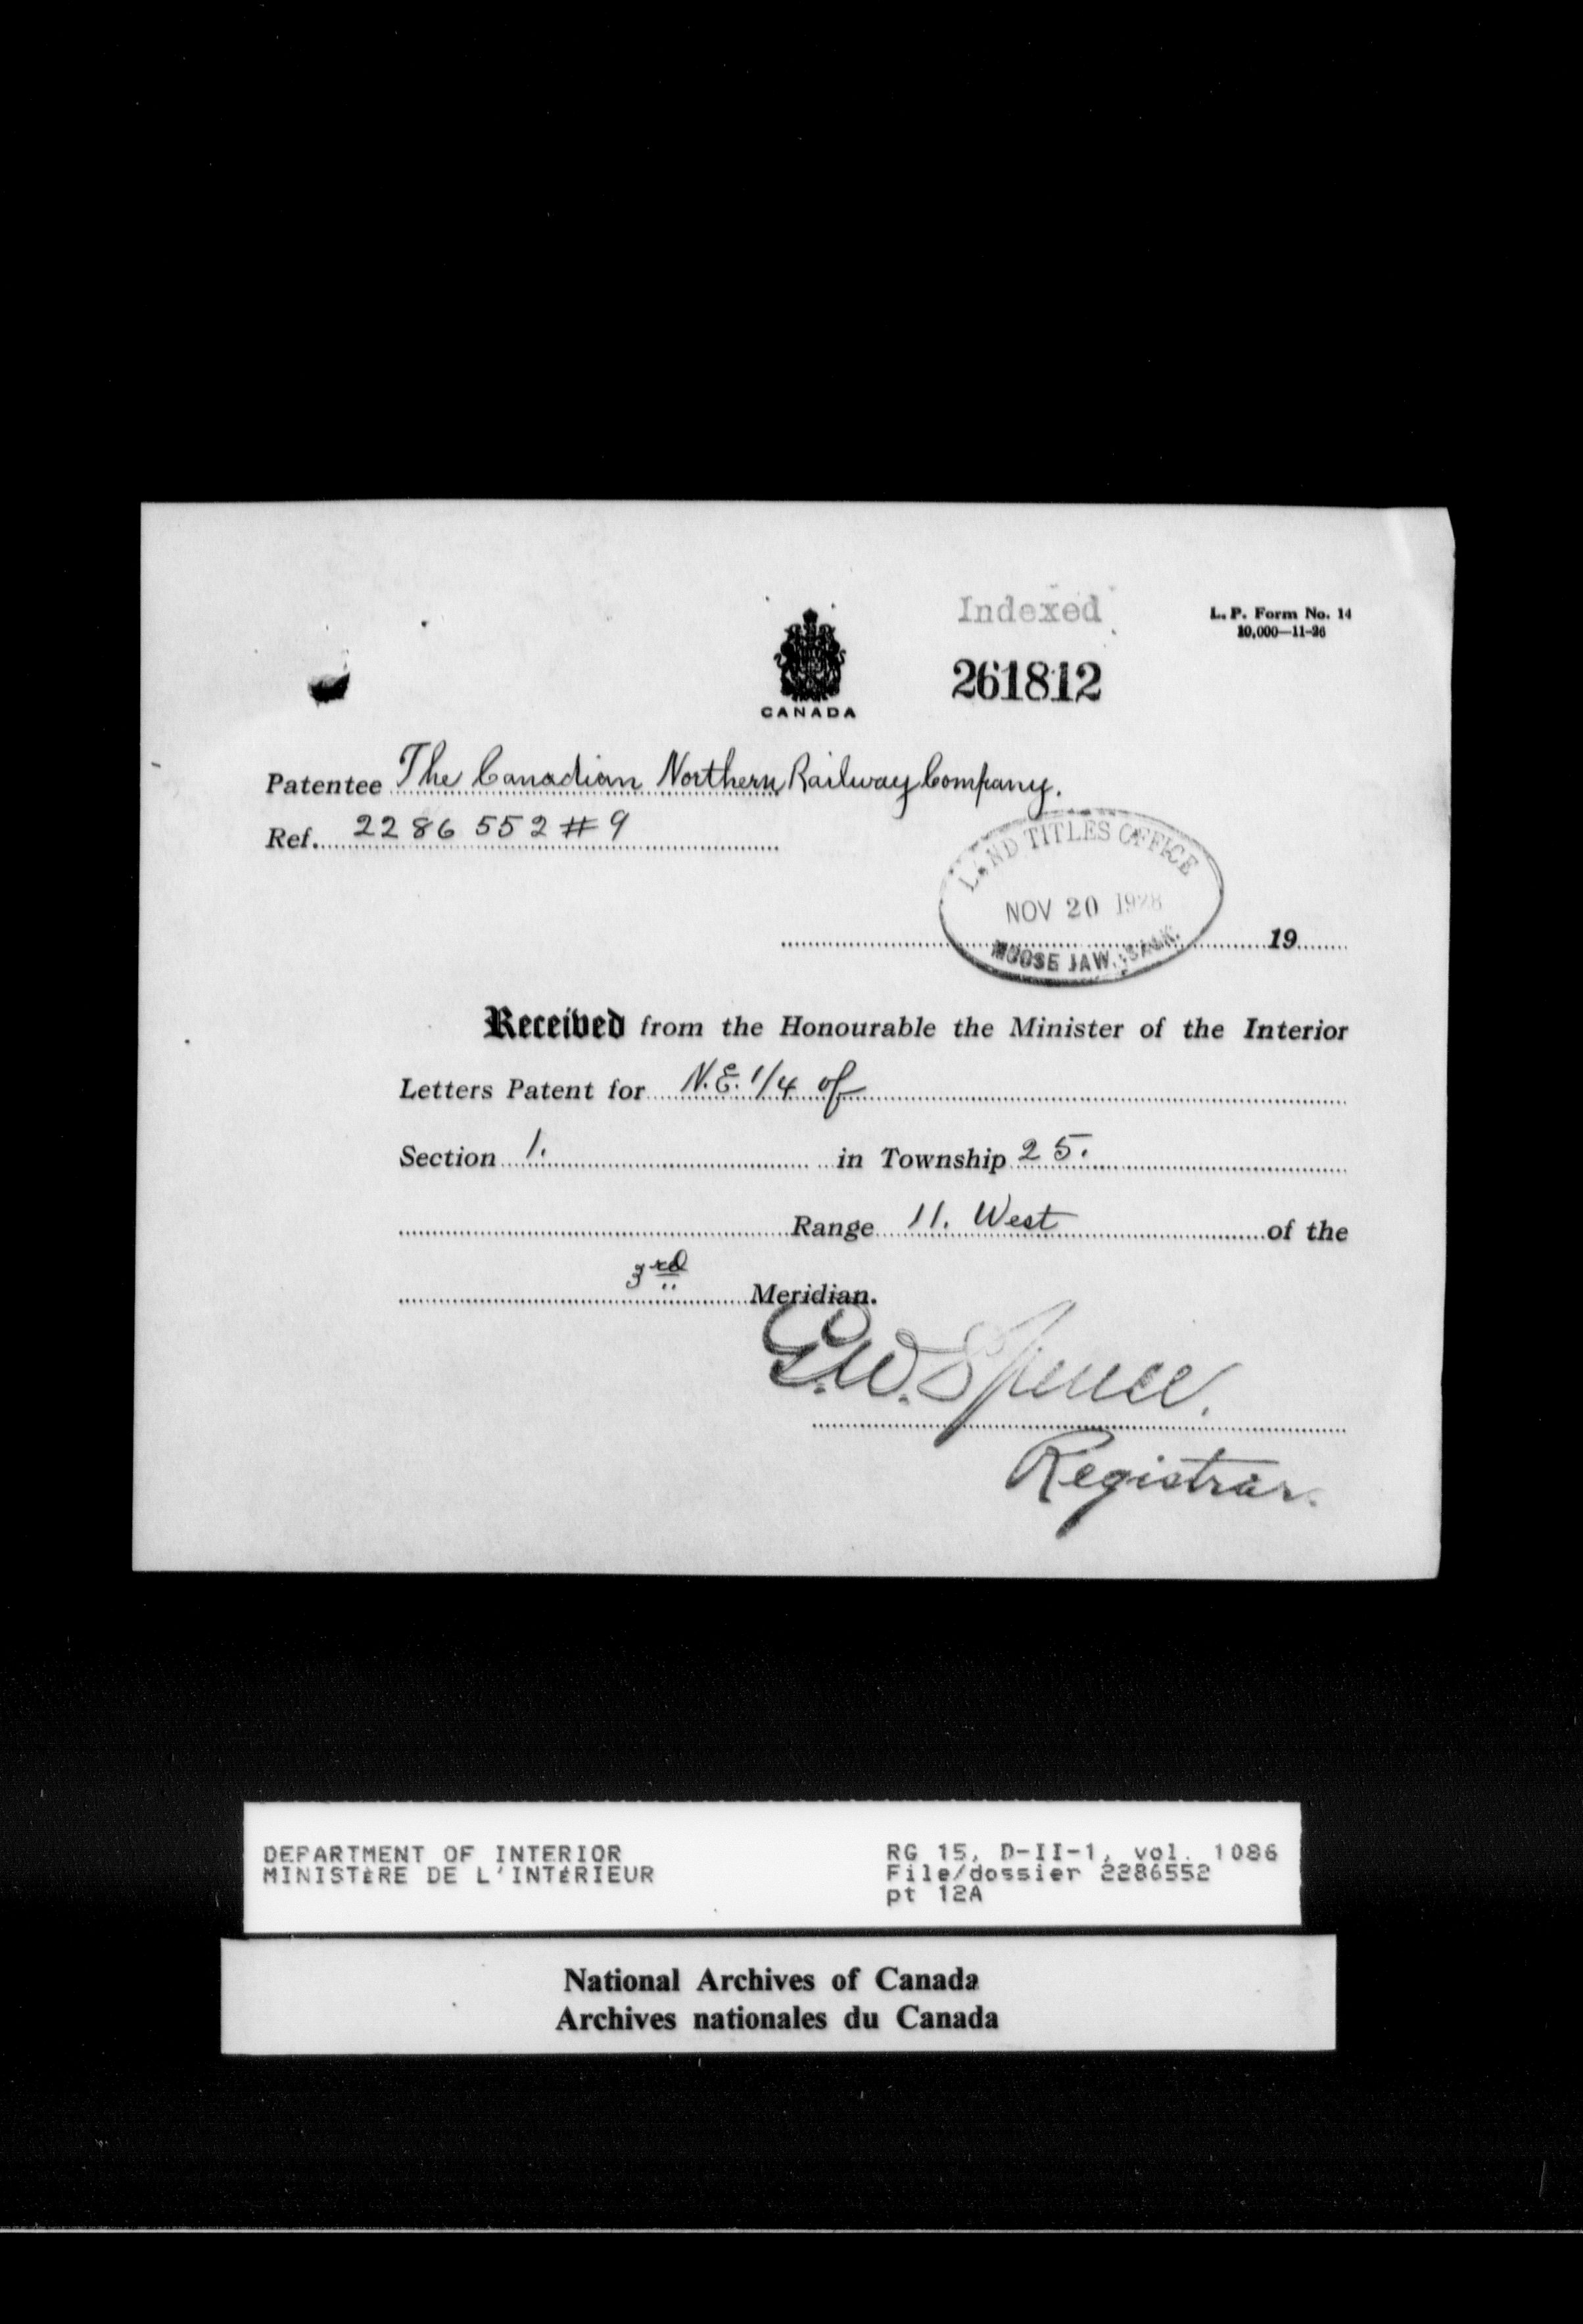 Indexed
L. P. Form No. 14
10,000—11-26
261812
CANADA
Patentee The Canadian Northern Railway Company.
Ref. 2286552 #9
LAND TITLES OFFICE
NOV 20 1928
MOOSE JAW, SASK.
19
Received from the Honourable the Minister of the Interior
Letters Patent for N.E. 1/4 of
Section 1. in Township 25.
Range 11. West of the
3rd Meridian.
G.W. Spence.
Registrar.
DEPARTMENT OF INTERIOR
MINISTÈRE DE L'INTÉRIEUR
RG 15, D-II-1, vol. 1086
File/dossier 2286552
pt 12A
National Archives of Canada
Archives nationales du Canada